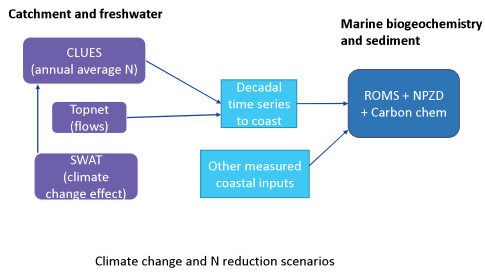 Catchment and freshwater
Marine biogeochemistry
and sediment
CLUES
(annual average N)
Decadal
time series
to coast
ROMS + NPZD
+ Carbon chem
Topnet
(flows)
SWAT
(climate
change effect)
Other measured
coastal inputs
Climate change and N reduction scenarios